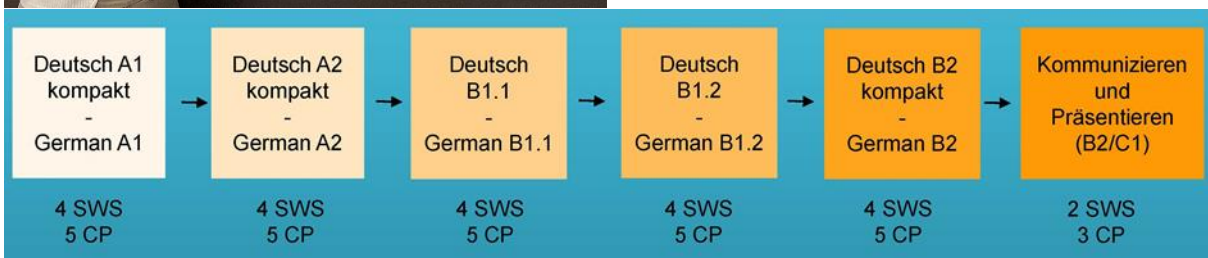 Deutsch A1
kompakt
-
German A1
Deutsch A2
kompakt
-
German A2
Deutsch
B1.1
-
German B1.1
Deutsch
B1.2
-
German B1.2
Deutsch B2
kompakt
-
German B2
Kommunizieren
und
Präsentieren
(B2/C1)
4 SWS
5 CP
4 SWS
5 CP
4 SWS
5 CP
4 SWS
5 CP
4 SWS
5 CP
2 SWS
3 CP